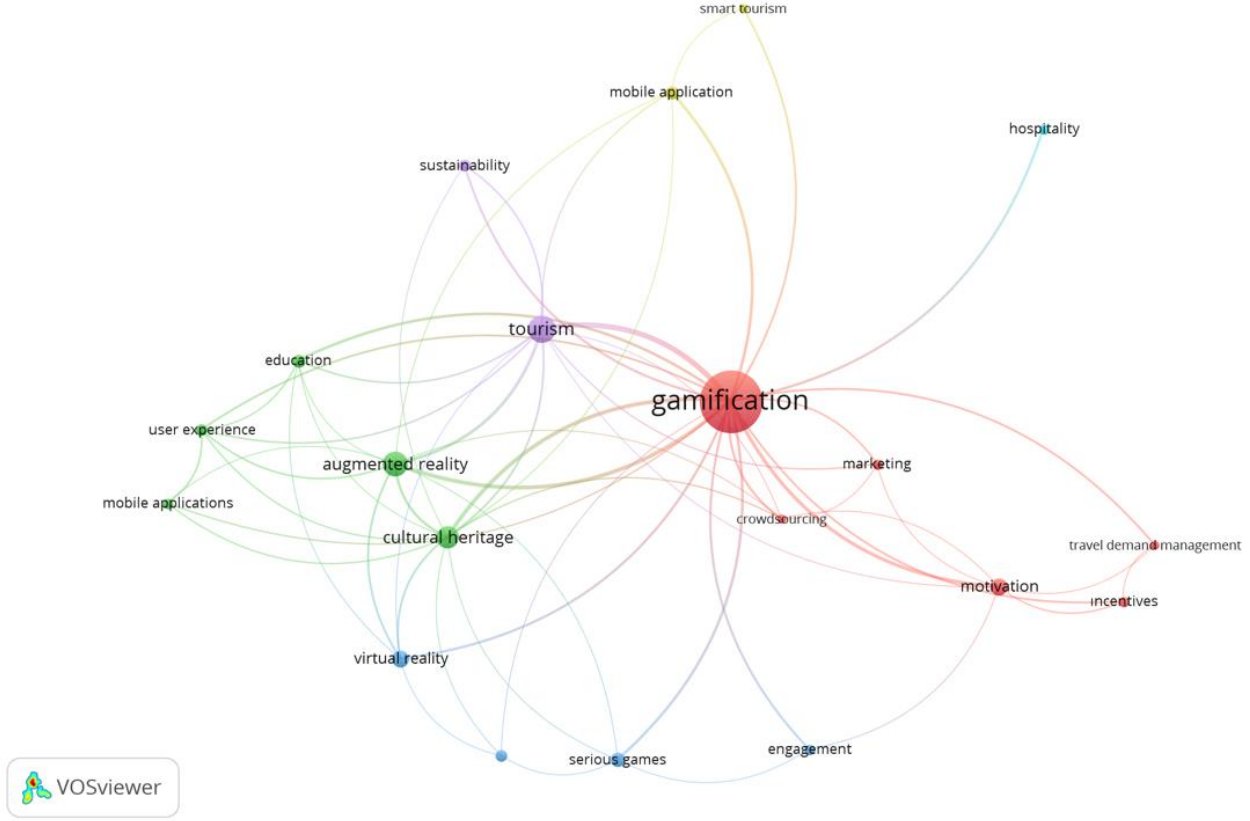 smart tourism
mobile application
hospitality
sustainability
tourism
education
gamification
user experience
augmented reality
marketing
mobile applications
crowdsourcing
cultural heritage
travel demand management
motivation
incentives
virtual reality
engagement
serious games
VOSviewer